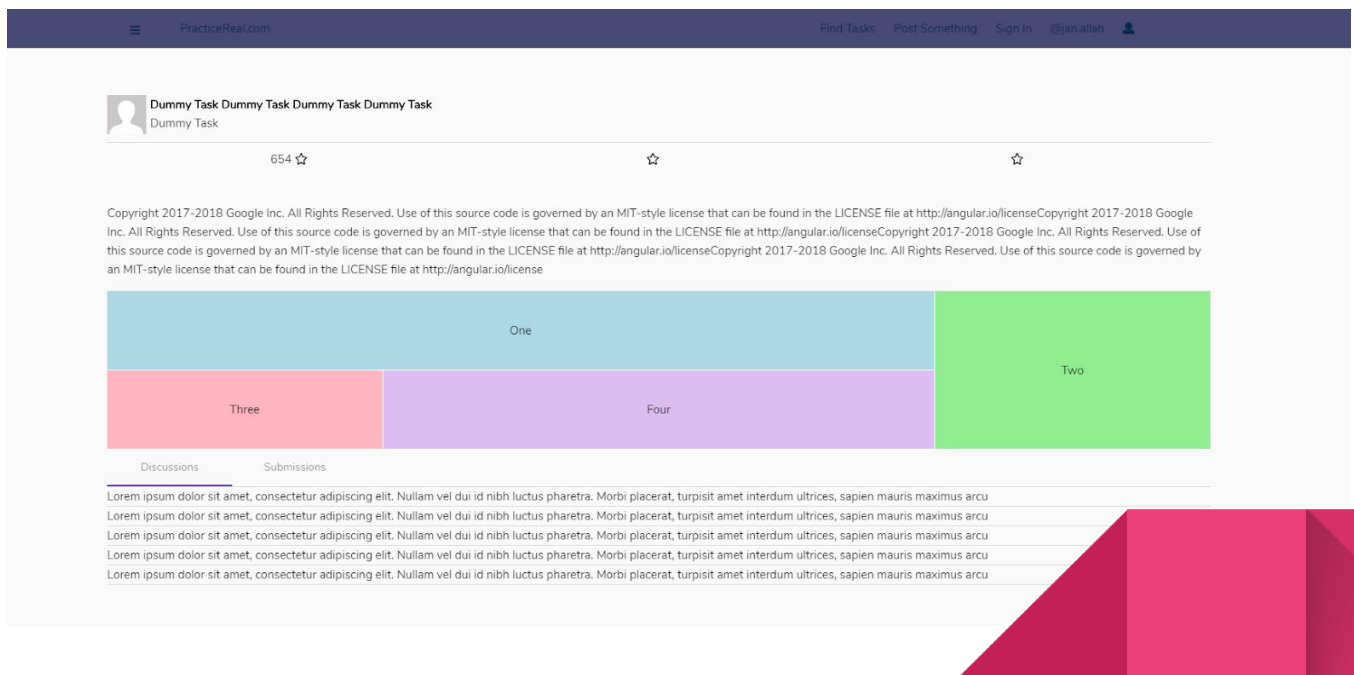 PracticeReal.com
Find Tasks Post Something Sign In @jan.allah
Dummy Task Dummy Task Dummy Task Dummy Task
Dummy Task
654
Copyright 2017-2018 Google Inc. All Rights Reserved. Use of this source code is governed by an MIT-style license that can be found in the LICENSE file at http://angular.io/licenseCopyright 2017-2018 Google
Inc. All Rights Reserved. Use of this source code is governed by an MIT-style license that can be found in the LICENSE file at http://angular.io/licenseCopyright 2017-2018 Google Inc. All Rights Reserved. Use of
this source code is governed by an MIT-style license that can be found in the LICENSE file at http://angular.io/licenseCopyright 2017-2018 Google Inc. All Rights Reserved. Use of this source code is governed by
an MIT-style license that can be found in the LICENSE file at http://angular.io/license
One
Two
Three
Four
Discussions Submissions
Lorem ipsum dolor sit amet, consectetur adipiscing elit. Nullam vel dui id nibh luctus pharetra. Morbi placerat, turpisit amet interdum ultrices, sapien mauris maximus arcu
Lorem ipsum dolor sit amet, consectetur adipiscing elit. Nullam vel dui id nibh luctus pharetra. Morbi placerat, turpisit amet interdum ultrices, sapien mauris maximus arcu
Lorem ipsum dolor sit amet, consectetur adipiscing elit. Nullam vel dui id nibh luctus pharetra. Morbi placerat, turpisit amet interdum ultrices, sapien mauris maximus arcu
Lorem ipsum dolor sit amet, consectetur adipiscing elit. Nullam vel dui id nibh luctus pharetra. Morbi placerat, turpisit amet interdum ultrices, sapien mauris maximus arcu
Lorem ipsum dolor sit amet, consectetur adipiscing elit. Nullam vel dui id nibh luctus pharetra. Morbi placerat, turpisit amet interdum ultrices, sapien mauris maximus arcu